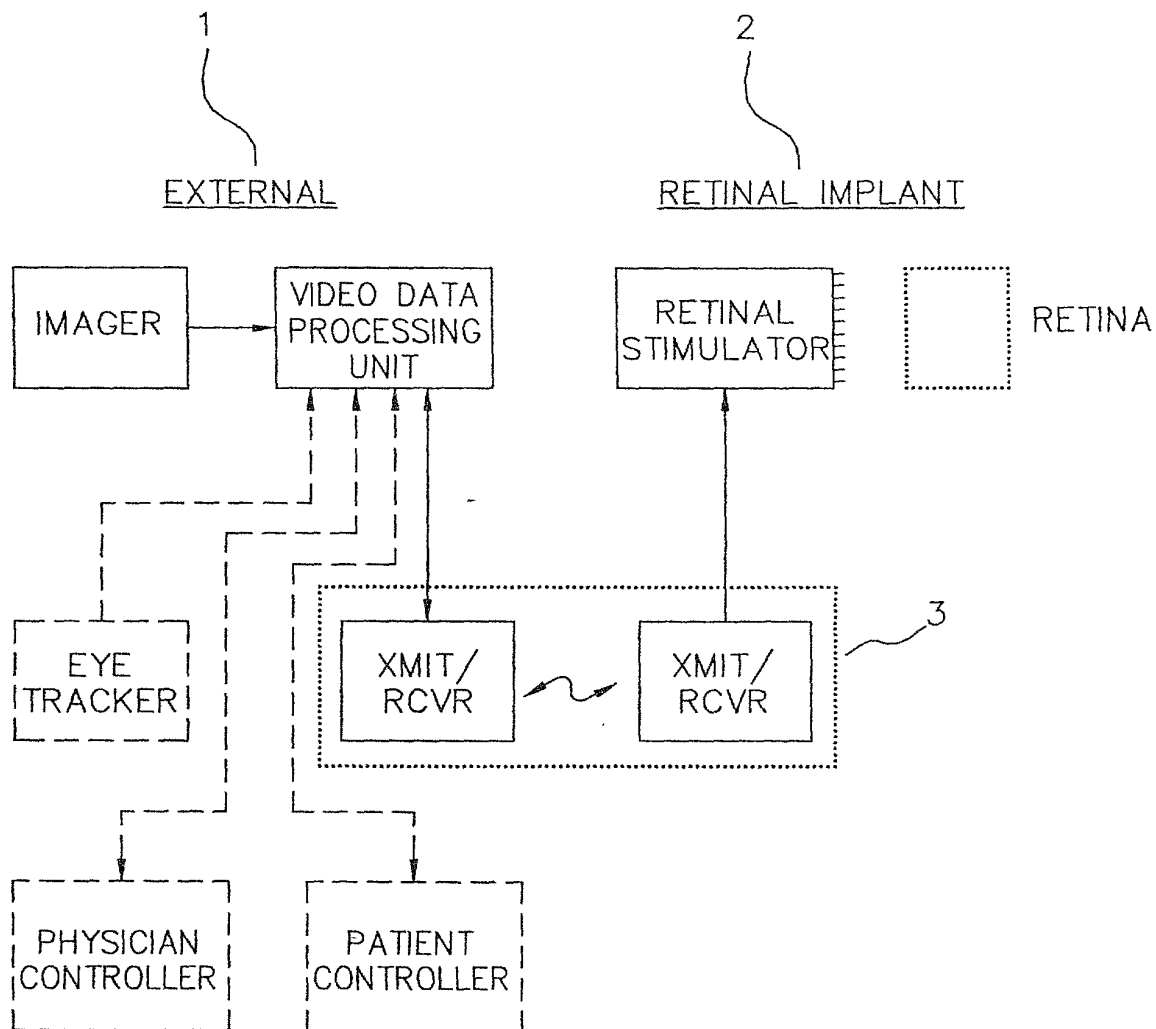 1
2
EXTERNAL
RETINAL IMPLANT
IMAGER
VIDEO DATA
PROCESSING
UNIT
RETINAL
STIMULATOR
RETINA
3
EYE
TRACKER
XMIT/
RCVR
XMIT/
RCVR
PHYSICIAN
CONTROLLER
PATIENT
CONTROLLER